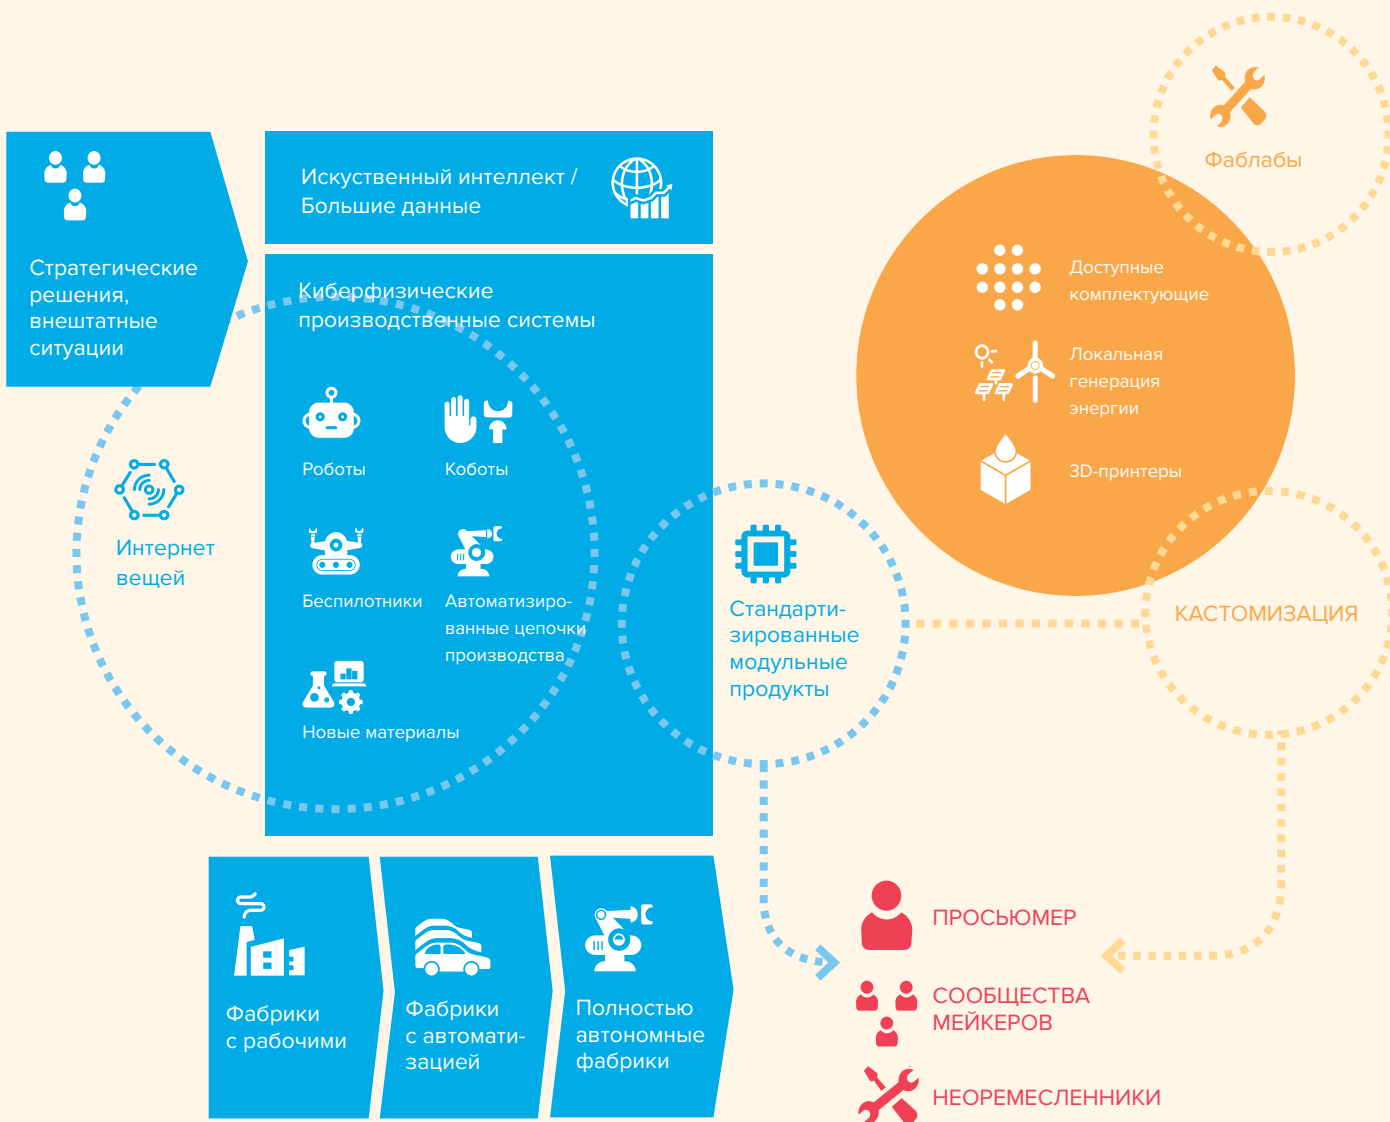 Фаблабы
Стратегические
решения,
внештатные
ситуации
Искуственный интеллект /
Большие данные
Киберфизические
производственные системы
Роботы
Коботы
Беспилотники
Автоматизиро-
ванные цепочки
производства
Новые материалы
Интернет
вещей
Стандарти-
зированные
модульные
продукты
Доступные
комплектующие
Локальная
генерация
энергии
3D-принтеры
КАСТОМИЗАЦИЯ
Фабрики
с рабочими
Фабрики
с автомати-
зацией
Полностью
автономные
фабрики
ПРОСЬЮМЕР
СООБЩЕСТВА
МЕЙКЕРОВ
НЕОРЕМЕСЛЕННИКИ